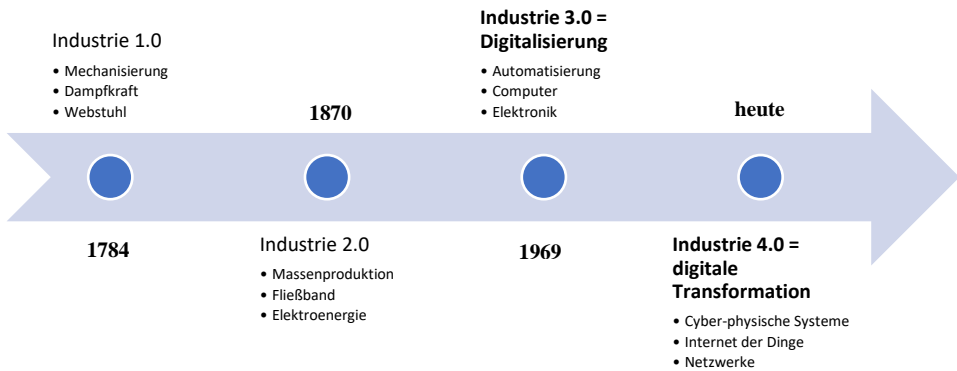 Industrie 1.0
• Mechanisierung
• Dampfkraft
• Webstuhl
1784
1870
Industrie 2.0
• Massenproduktion
• Fließband
• Elektroenergie
Industrie 3.0 =
Digitalisierung
• Automatisierung
• Computer
• Elektronik
1969
heute
Industrie 4.0 =
digitale
Transformation
• Cyber-physische Systeme
• Internet der Dinge
• Netzwerke